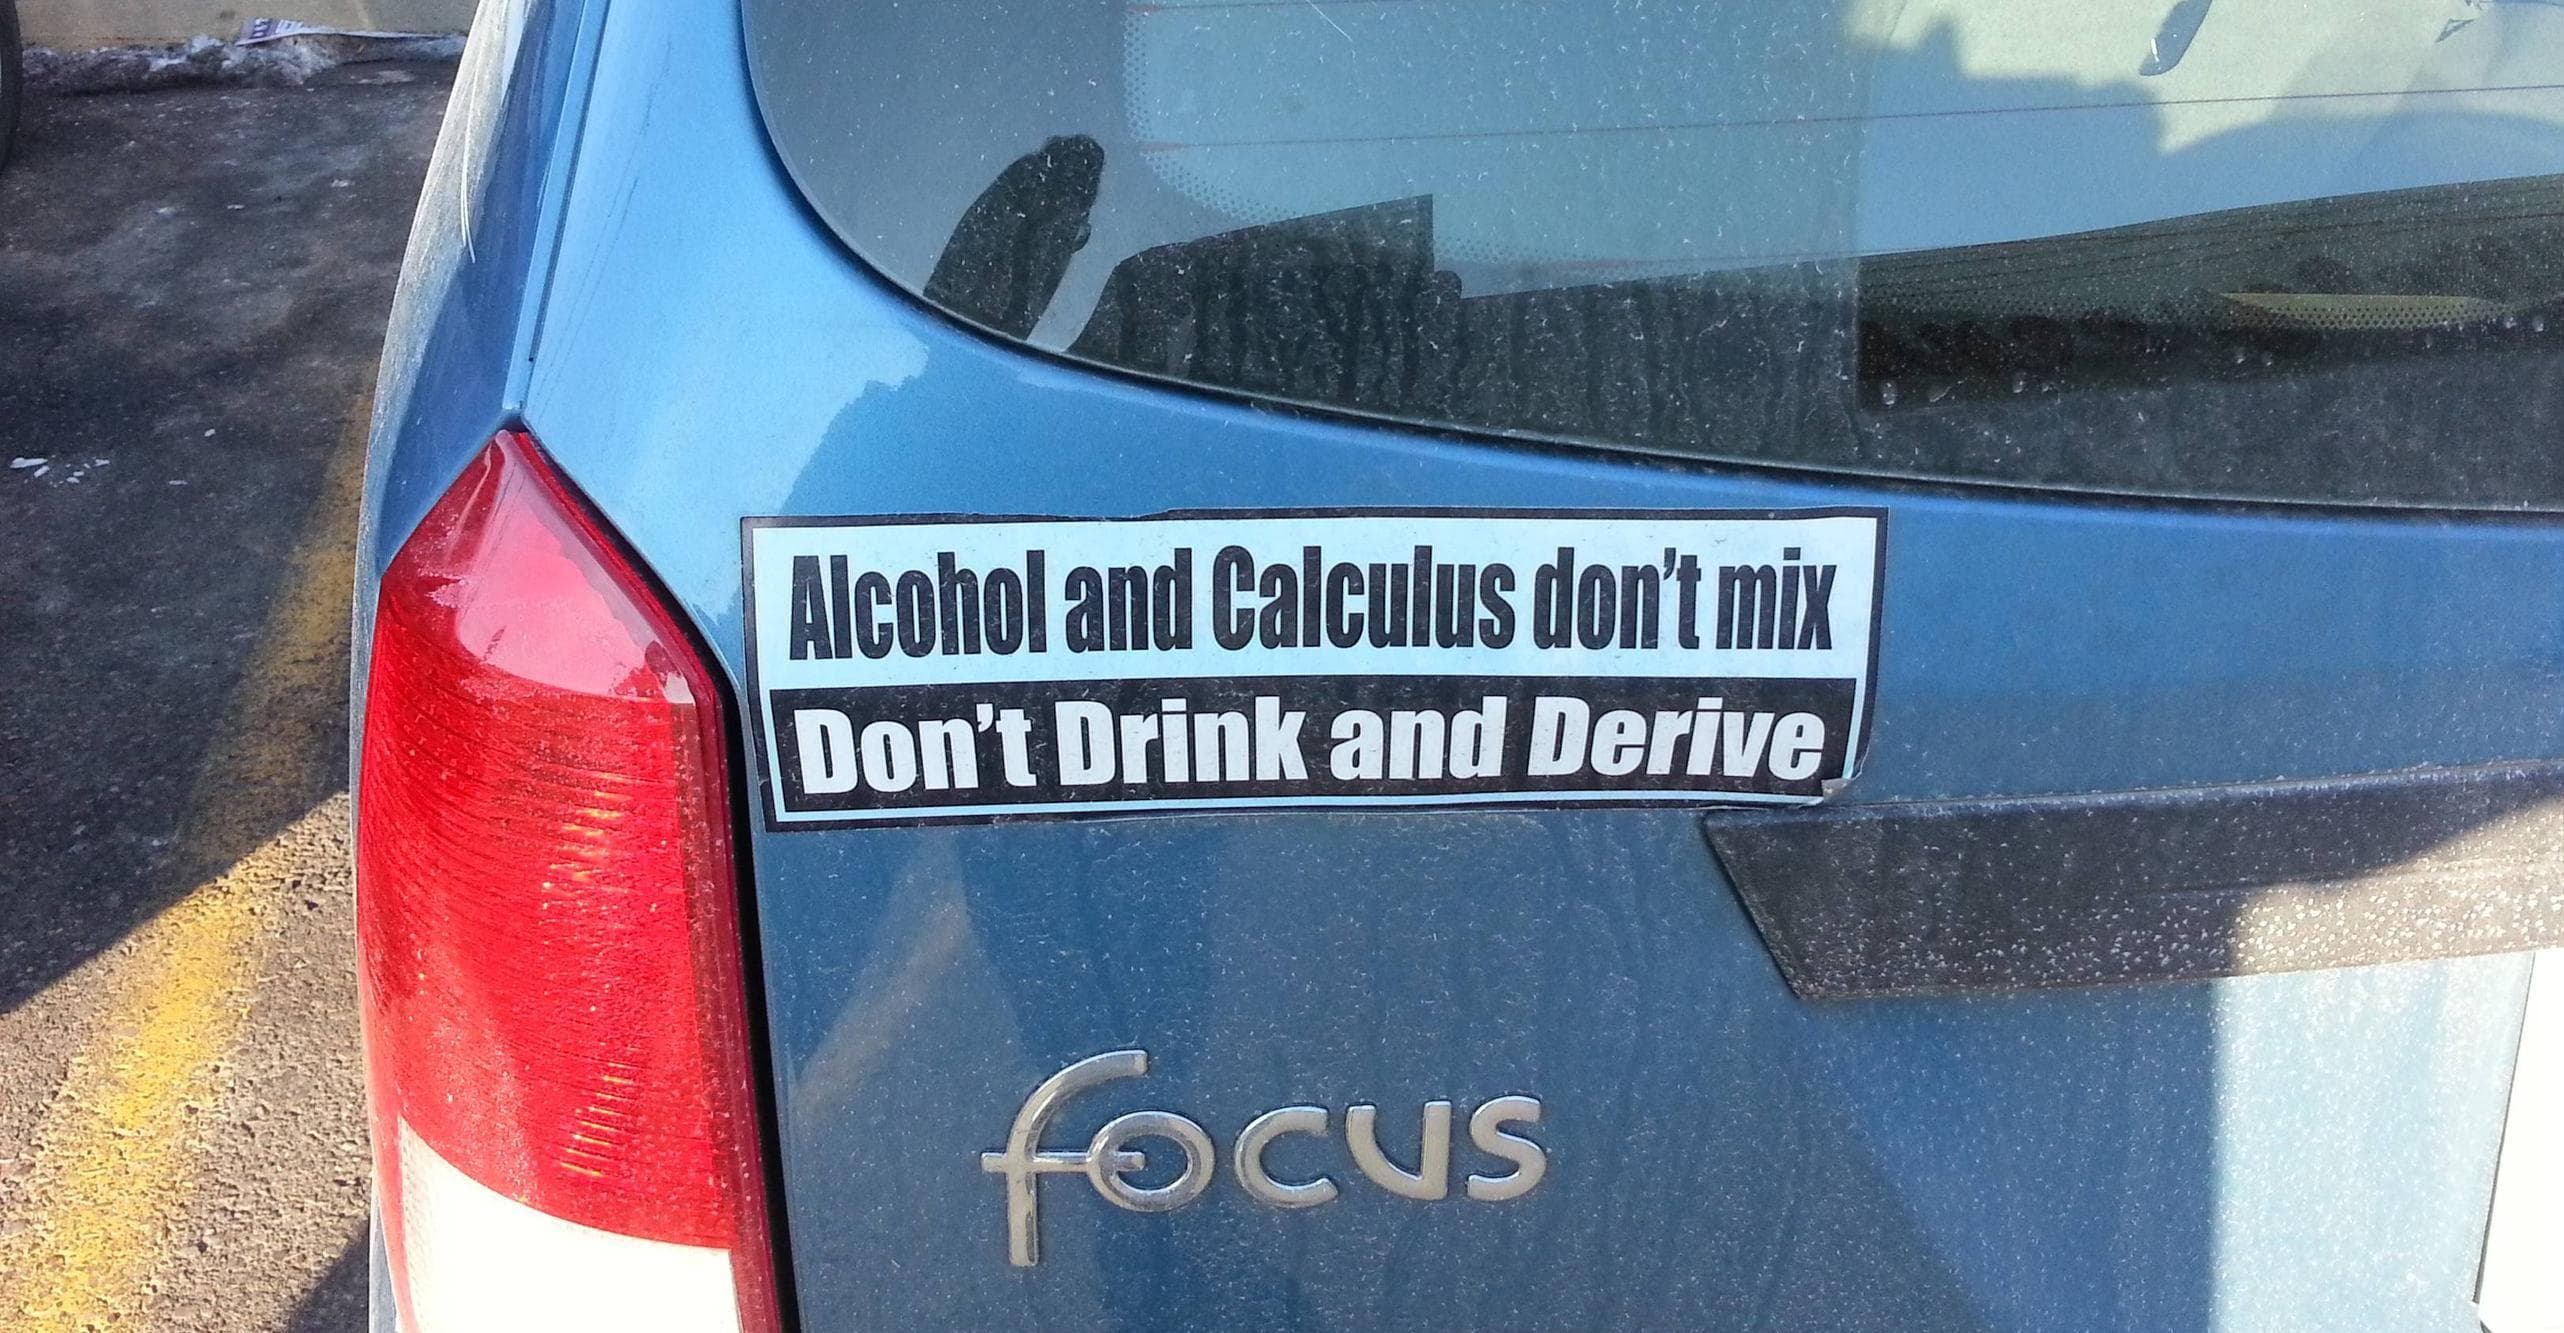 Alcohol and Calculus don't mix
Don't Drink and Derive
focus